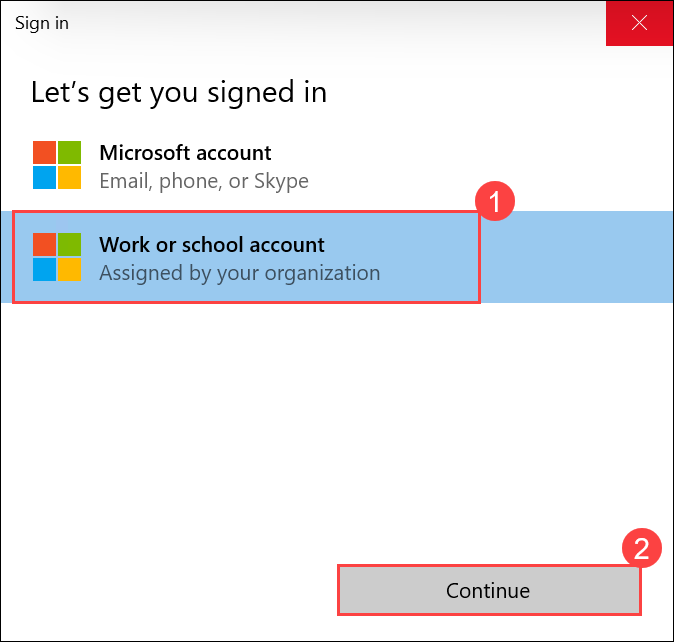 Sign in
Let’s get you signed in
Microsoft account
Email, phone, or Skype
1
Work or school account
Assigned by your organization
2
Continue